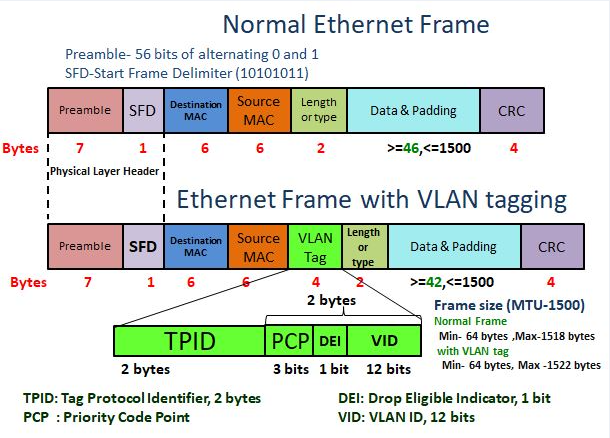 Normal Ethernet Frame
Preamble- 56 bits of alternating 0 and 1
SFD-Start Frame Delimiter (10101011)
Preamble SFD Destination MAC Source MAC Length or type Data & Padding CRC
Bytes 7 1 6 6 2 >=46,<=1500 4
Physical Layer Header
Ethernet Frame with VLAN tagging
Preamble SFD Destination MAC Source MAC VLAN Tag Length or type Data & Padding CRC
Bytes 7 1 6 6 4 2 >=42,<=1500 4
2 bytes
Frame size (MTU-1500)
Normal Frame
Min- 64 bytes ,Max-1518 bytes
with VLAN tag
Min- 64 bytes, Max -1522 bytes
TPID PCP DEI VID
2 bytes 3 bits 1 bit 12 bits
TPID: Tag Protocol Identifier, 2 bytes
PCP : Priority Code Point
DEI: Drop Eligible Indicator, 1 bit
VID: VLAN ID, 12 bits